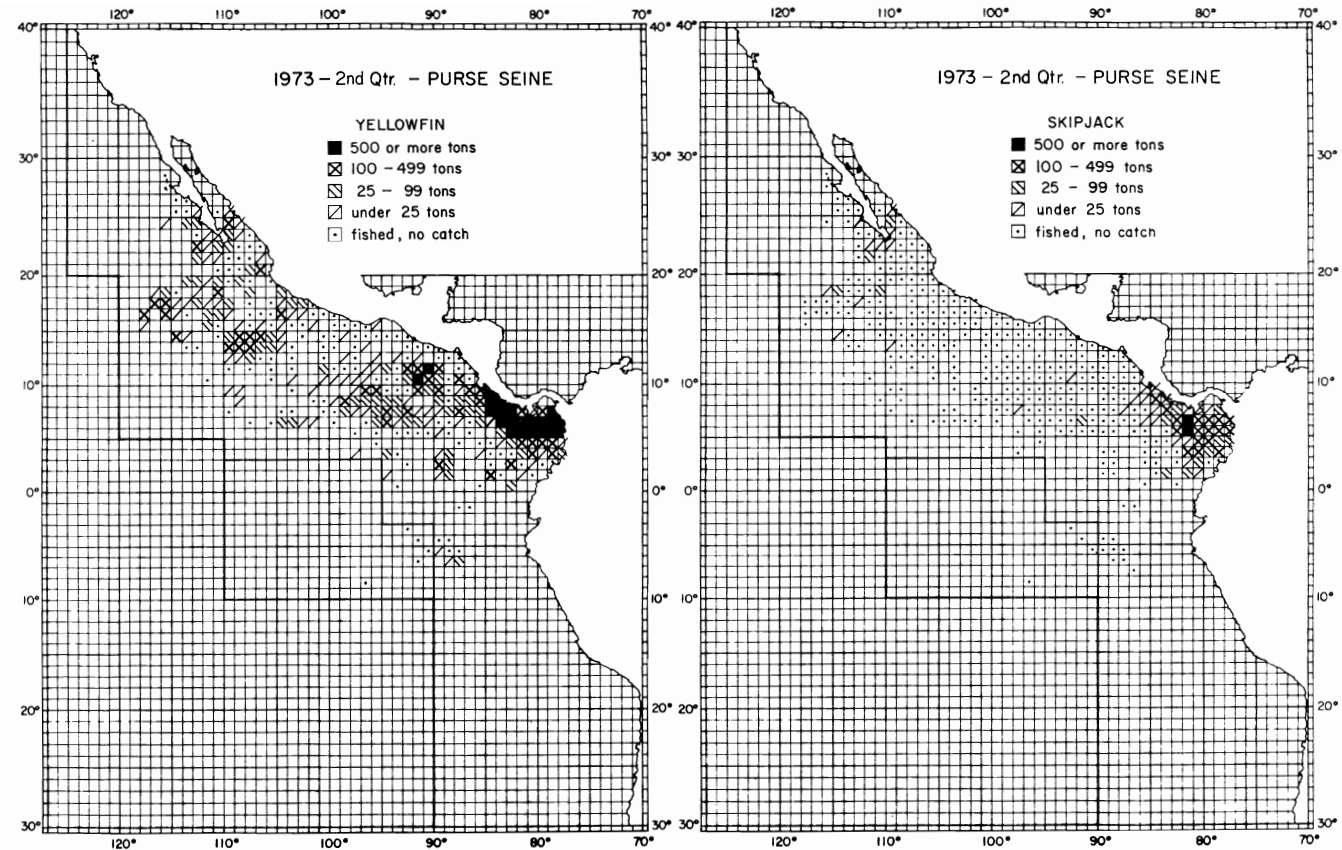 120° 110° 100° 90° 80° 70°
40° 40°
1973 – 2nd Qtr. – PURSE SEINE
YELLOWFIN
500 or more tons
100 – 499 tons
25 – 99 tons
under 25 tons
fished, no catch
30° 30°
20° 20°
10° 10°
0° 0°
10° 10°
20° 20°
30° 30°
120° 110° 100° 90° 80° 70°
120° 110° 100° 90° 80° 70°
40° 40°
1973 – 2nd Qtr. – PURSE SEINE
SKIPJACK
500 or more tons
100 – 499 tons
25 – 99 tons
under 25 tons
fished, no catch
30° 30°
20° 20°
10° 10°
0° 0°
10° 10°
20° 20°
30° 30°
120° 110° 100° 90° 80° 70°